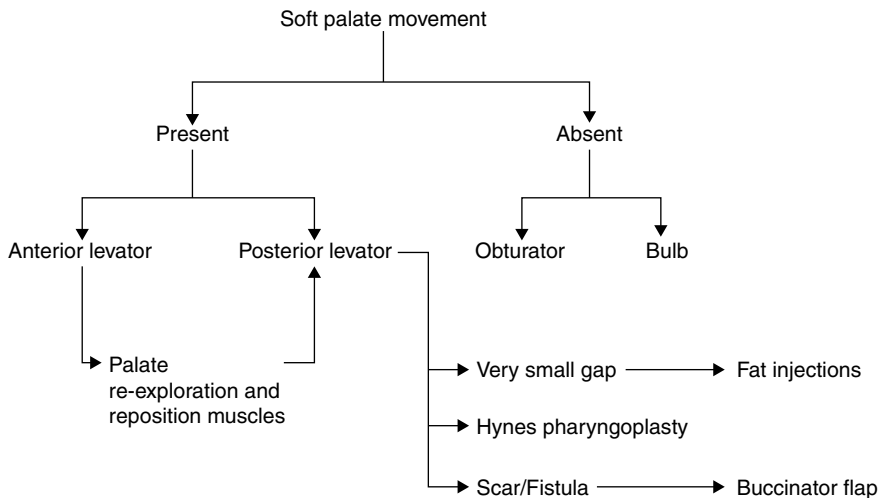 Soft palate movement
Present
Absent
Anterior levator
Posterior levator
Obturator
Bulb
Palate
re-exploration and
reposition muscles
Very small gap
Fat injections
Hynes pharyngoplasty
Scar/Fistula
Buccinator flap